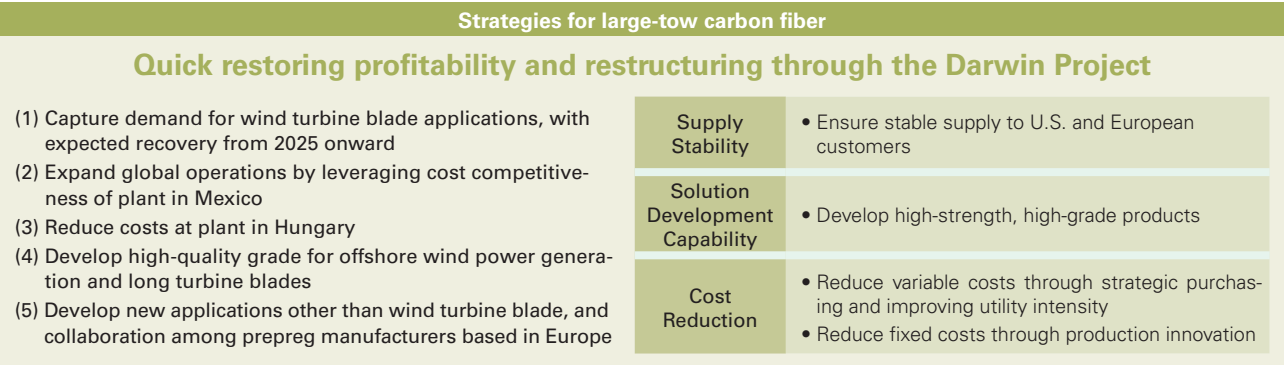 Strategies for large-tow carbon fiber
Quick restoring profitability and restructuring through the Darwin Project
(1) Capture demand for wind turbine blade applications, with
expected recovery from 2025 onward
(2) Expand global operations by leveraging cost competitive-
ness of plant in Mexico
(3) Reduce costs at plant in Hungary
(4) Develop high-quality grade for offshore wind power genera-
tion and long turbine blades
(5) Develop new applications other than wind turbine blade, and
collaboration among prepreg manufacturers based in Europe
Supply
Stability
• Ensure stable supply to U.S. and European
customers
Solution
Development
Capability
• Develop high-strength, high-grade products
Cost
Reduction
• Reduce variable costs through strategic purchas-
ing and improving utility intensity
• Reduce fixed costs through production innovation